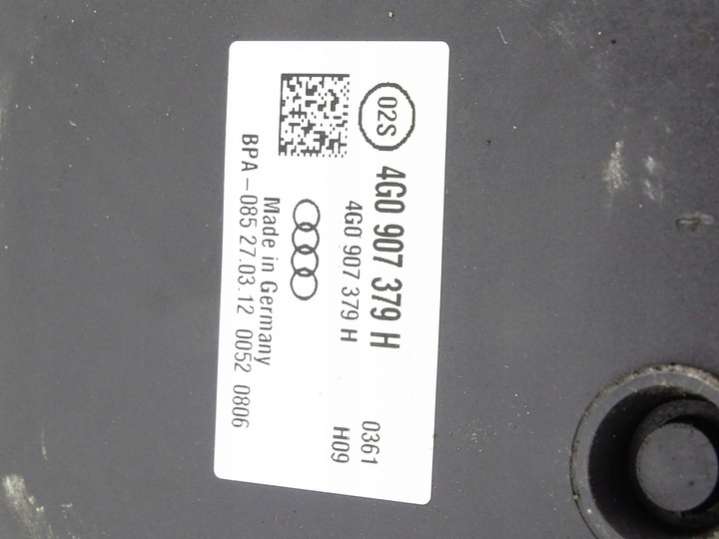 02S
4G0 907 379 H 0361
4G0 907 379 H H09
Made in Germany
BPA-085 27.03.12 0052 0806